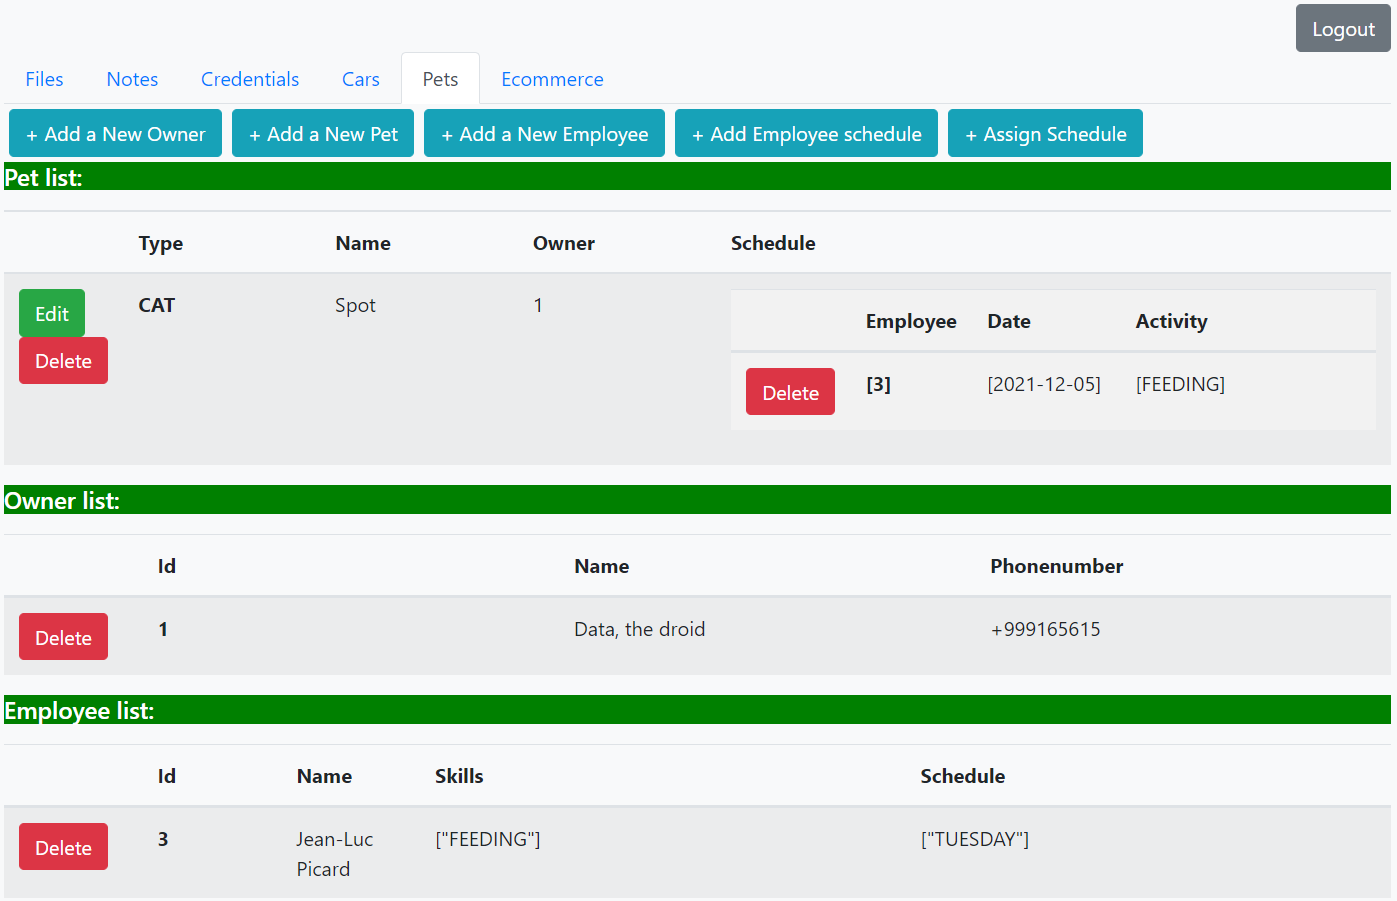 Logout
Files Notes Credentials Cars Pets Ecommerce
+ Add a New Owner + Add a New Pet + Add a New Employee + Add Employee schedule + Assign Schedule
Pet list:
Type Name Owner Schedule
Edit CAT Spot 1
Delete
Employee Date Activity
Delete [3] [2021-12-05] [FEEDING]
Owner list:
Id Name Phonenumber
Delete 1 Data, the droid +999165615
Employee list:
Id Name Skills Schedule
Delete 3 Jean-Luc ["FEEDING"] ["TUESDAY"]
Picard